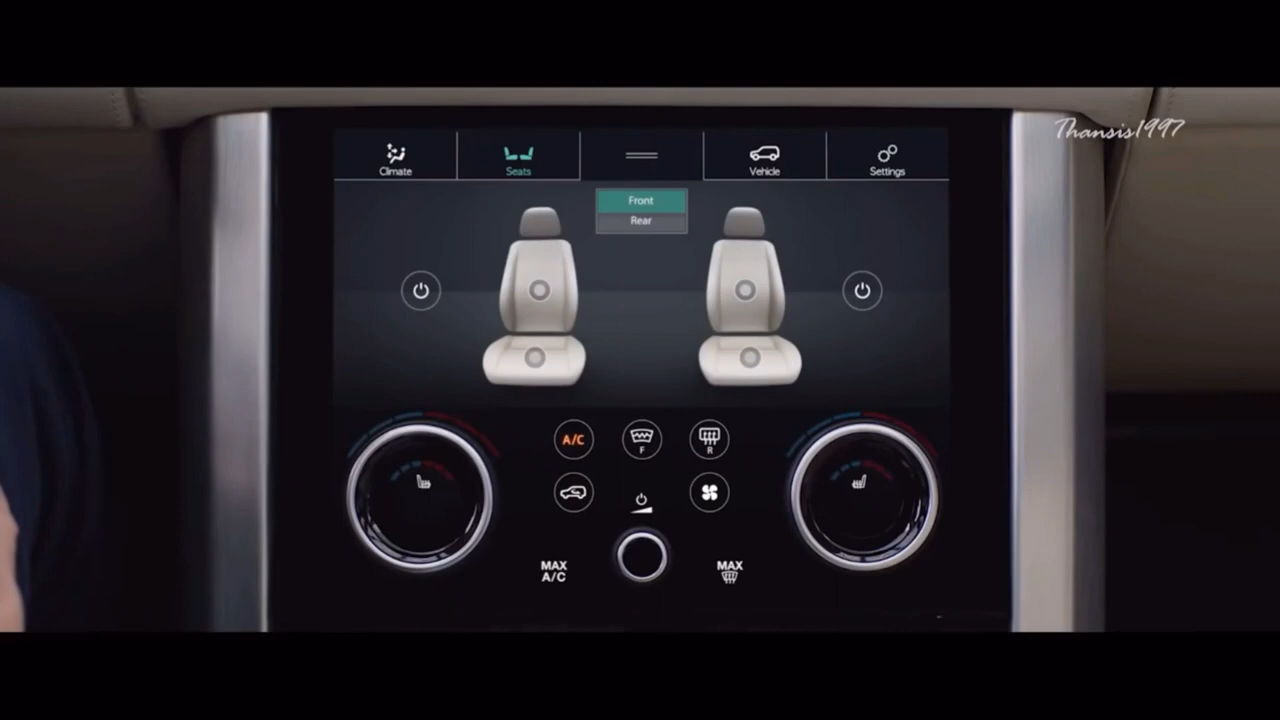 Thansis1997
Climate
Seats
Vehicle
Settings
Front
Rear
A/C
F
R
MAX
A/C
MAX